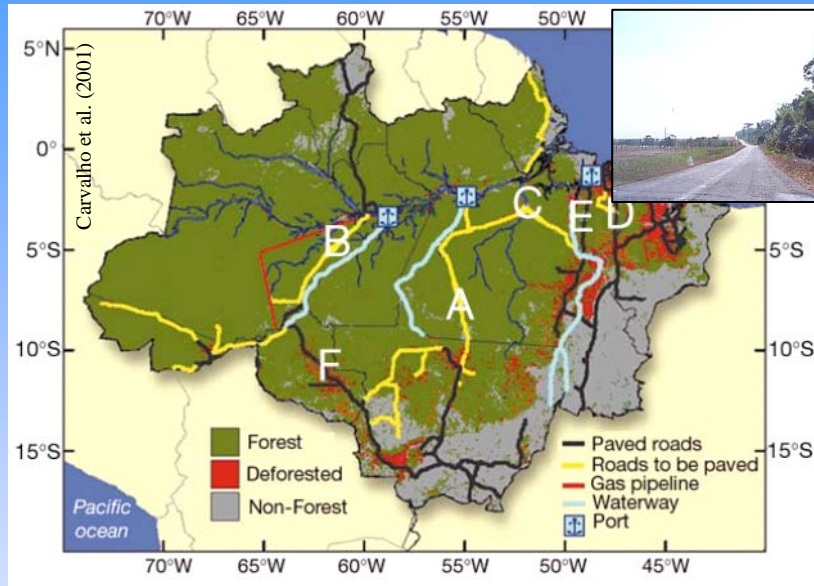 70°W 65°W 60°W 55°W 50°W
5°N
0°
5°S
10°S
15°S
Carvalho et al. (2001)
B
C
E
D
A
F
5°S
10°S
15°S
Forest
Deforested
Non-Forest
Paved roads
Roads to be paved
Gas pipeline
Waterway
Port
Pacific
ocean
70°W 65°W 60°W 55°W 50°W 45°W